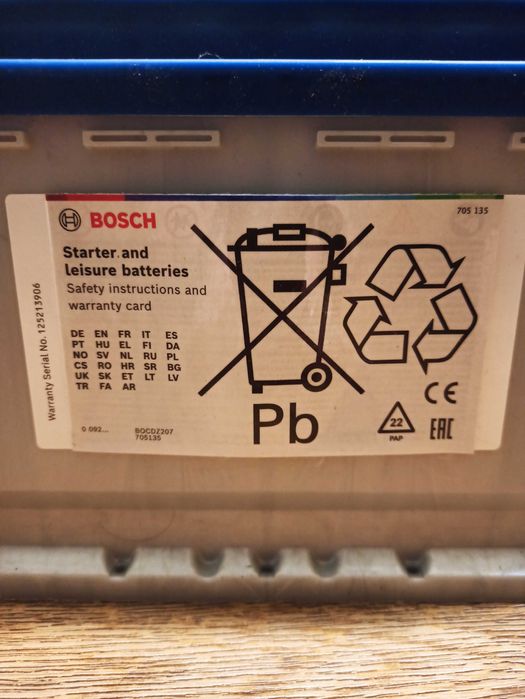 BOSCH
705 135
Starter and
leisure batteries
Safety instructions and
warranty card
DE EN FR IT ES
PT HU EL FI DA
NO SV NL RU PL
CS RO HR SR BG
UK SK ET LT LV
TR FA AR
0 092... BOCDZ207
705135
Pb
22
PAP
CE
EAC
Warranty Serial No. 125213906